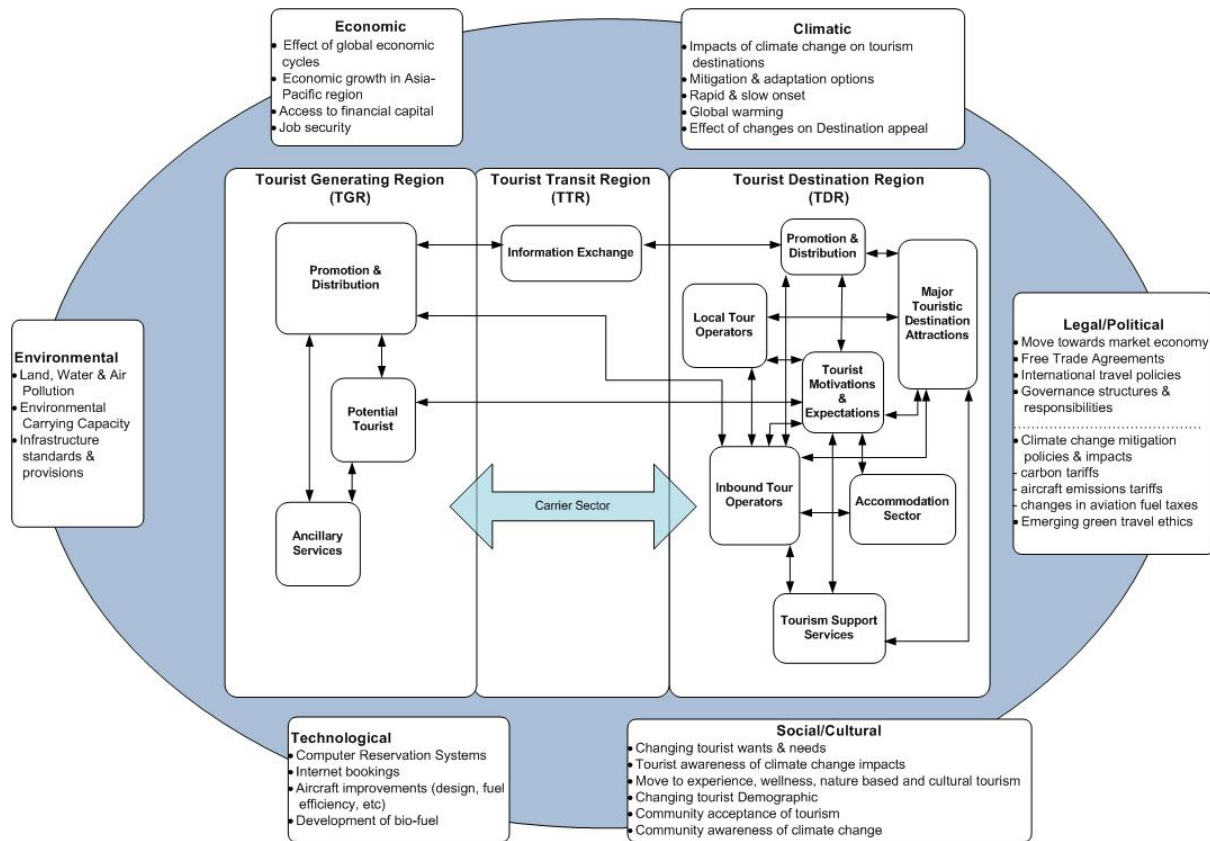 Economic
• Effect of global economic
cycles
• Economic growth in Asia-
Pacific region
• Access to financial capital
• Job security
Climatic
• Impacts of climate change on tourism
destinations
• Mitigation & adaptation options
• Rapid & slow onset
• Global warming
• Effect of changes on Destination appeal
Tourist Generating Region
(TGR)
Tourist Transit Region
(TTR)
Tourist Destination Region
(TDR)
Promotion &
Distribution
Information Exchange
Promotion &
Distribution
Local Tour
Operators
Major
Touristic
Destination
Attractions
Potential
Tourist
Tourist
Motivations
&
Expectations
Ancillary
Services
Carrier Sector
Inbound Tour
Operators
Accommodation
Sector
Tourism Support
Services
Environmental
• Land, Water & Air
Pollution
• Environmental
Carrying Capacity
• Infrastructure
standards &
provisions
Legal/Political
• Move towards market economy
• Free Trade Agreements
• International travel policies
• Governance structures &
responsibilities
• Climate change mitigation
policies & impacts
- carbon tariffs
- aircraft emissions tariffs
- changes in aviation fuel taxes
• Emerging green travel ethics
Technological
• Computer Reservation Systems
• Internet bookings
• Aircraft improvements (design, fuel
efficiency, etc)
• Development of bio-fuel
Social/Cultural
• Changing tourist wants & needs
• Tourist awareness of climate change impacts
• Move to experience, wellness, nature based and cultural tourism
• Changing tourist Demographic
• Community acceptance of tourism
• Community awareness of climate change